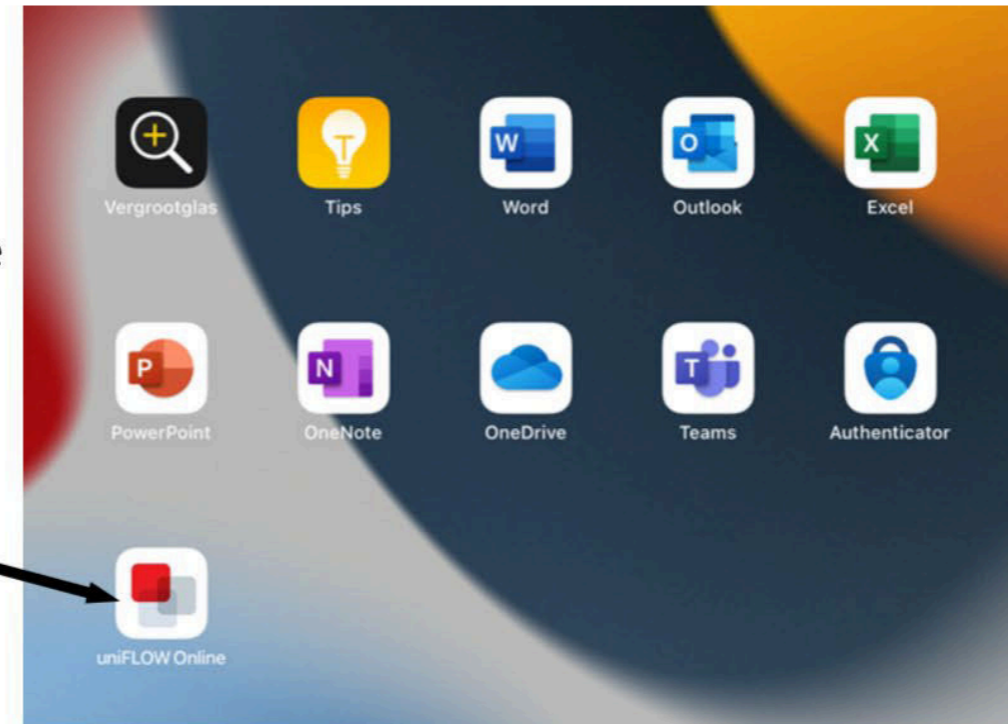 Vergrootglas Tips Word Outlook Excel
PowerPoint OneNote OneDrive Teams Authenticator
uniFLOW Online